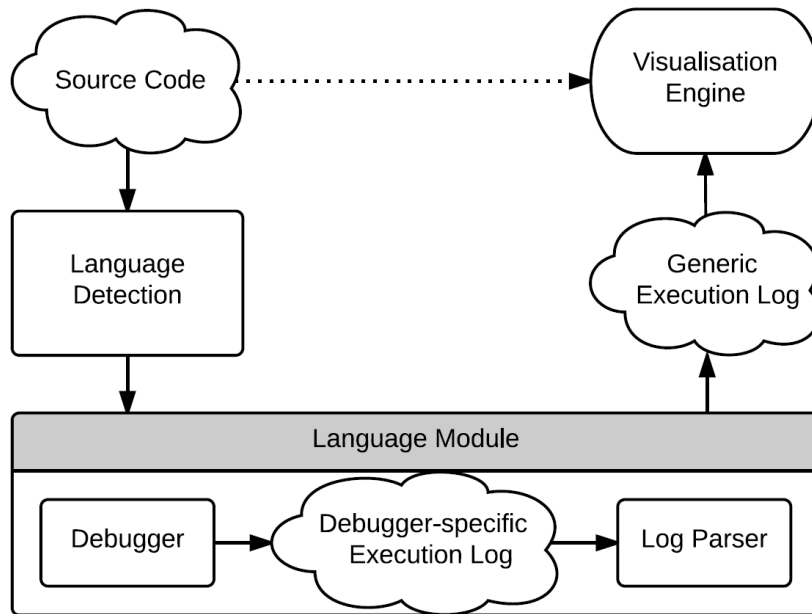 Source Code
Visualisation
Engine
Language
Detection
Generic
Execution Log
Language Module
Debugger
Debugger-specific
Execution Log
Log Parser